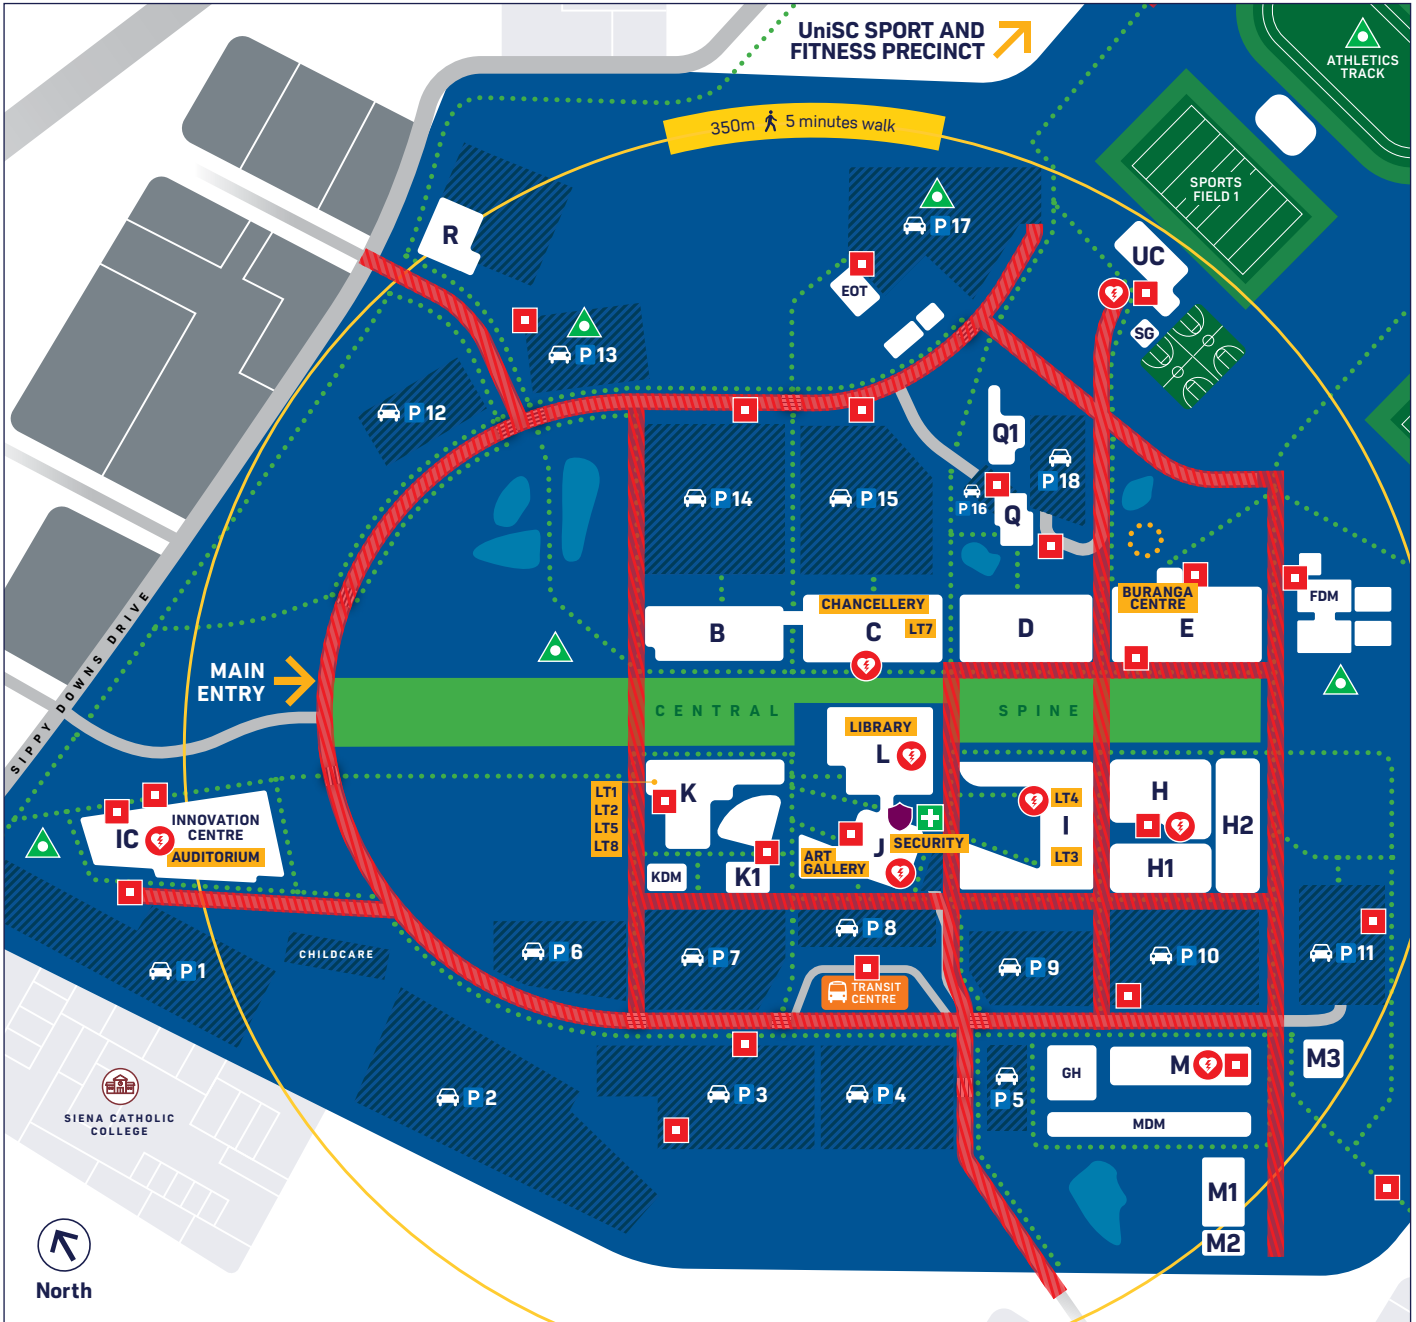 UniSC SPORT AND
FITNESS PRECINCT
ATHLETICS
TRACK
350m 5 minutes walk
SPORTS
FIELD 1
R
P 17
UC
EOT
SG
P 13
P 12
Q1
P 14
P 15
P 18
P 16
Q
SIPPY DOWNS DRIVE
BURANGA
CENTRE
FDM
CHANCELLERY
B
C
LT7
D
E
MAIN
ENTRY
CENTRAL SPINE
LIBRARY
L
LT1
LT2
LT5
LT8
K
LT4
I
LT3
H
H2
H1
INNOVATION
CENTRE
IC
AUDITORIUM
SECURITY
J
ART
GALLERY
KDM
K1
P 8
P 6
P 7
P 9
P 10
P 11
CHILDCARE
P 1
TRANSIT
CENTRE
M3
M
GH
P 2
P 3
P 4
P 5
MDM
SIENA CATHOLIC
COLLEGE
M1
M2
North